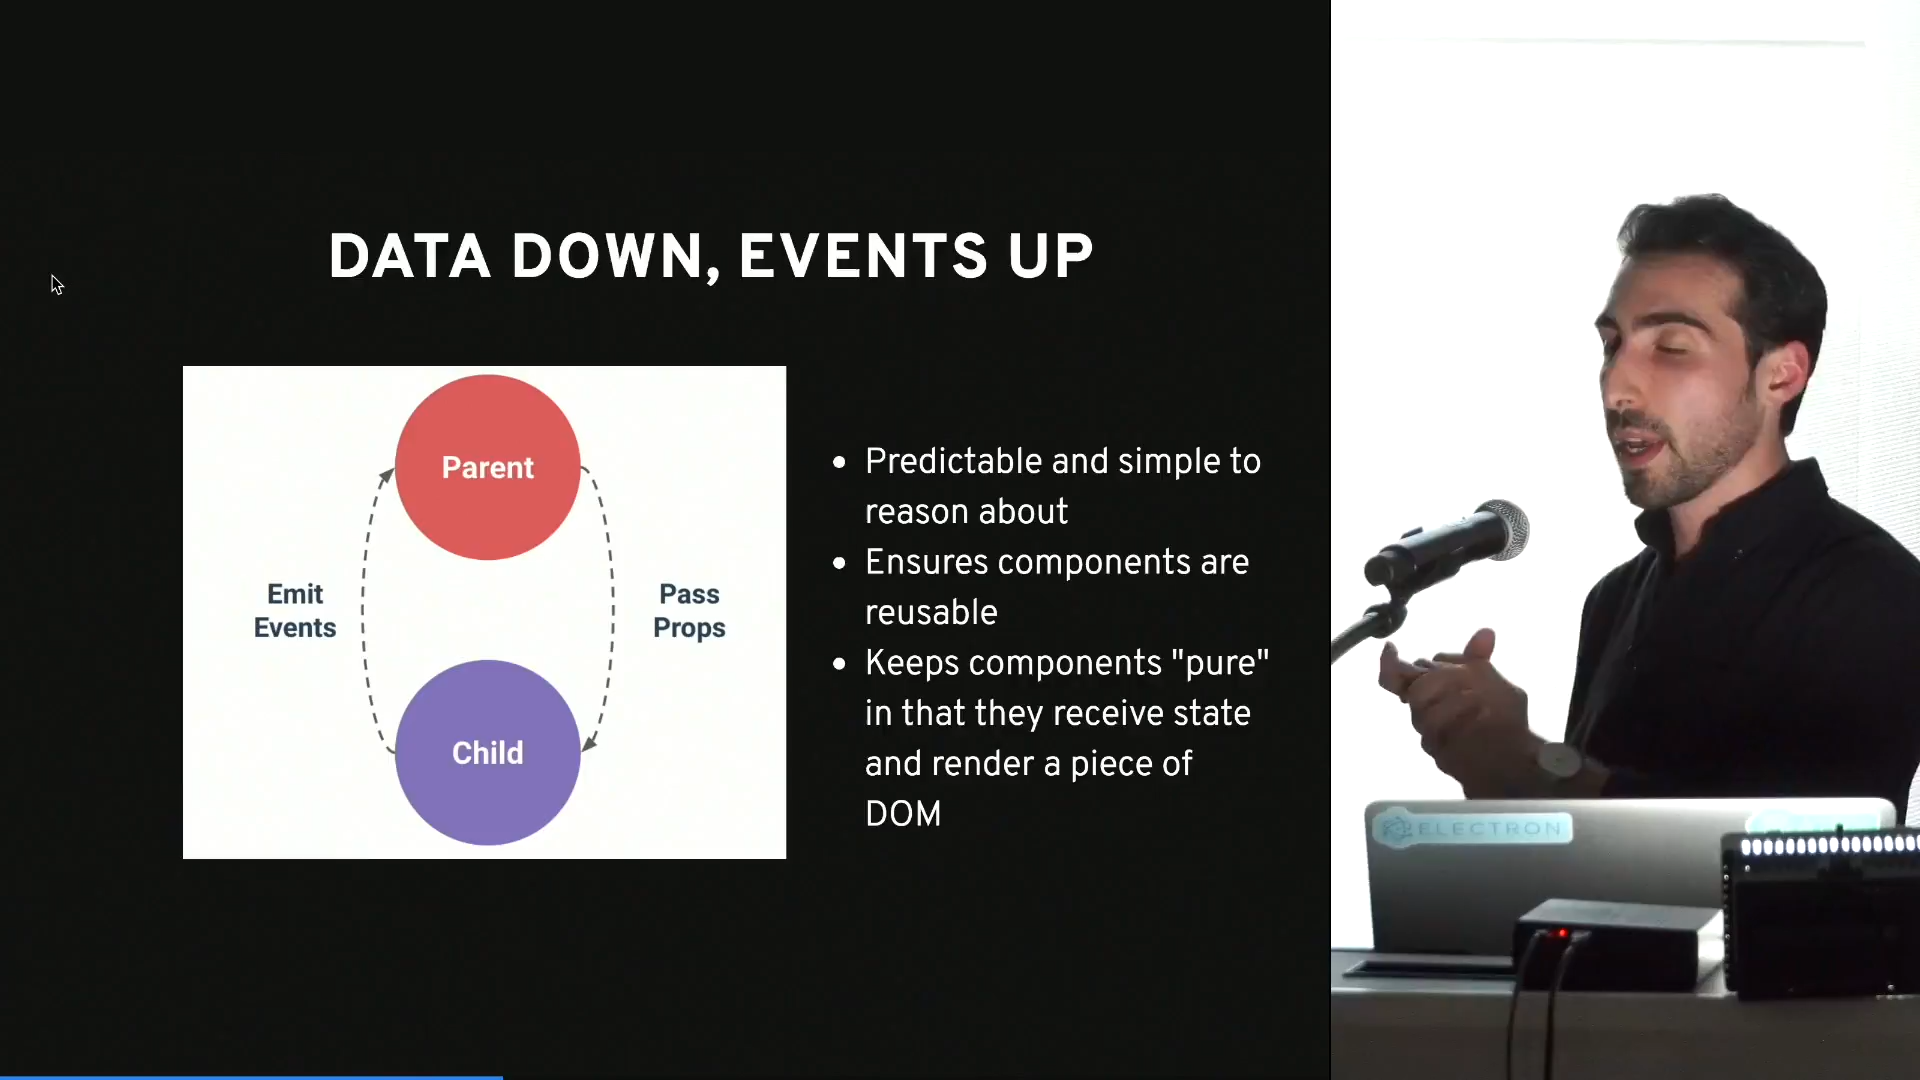 DATA DOWN, EVENTS UP
Parent
Emit
Events
Pass
Props
Child
• Predictable and simple to
reason about
• Ensures components are
reusable
• Keeps components "pure"
in that they receive state
and render a piece of
DOM
ELECTRON